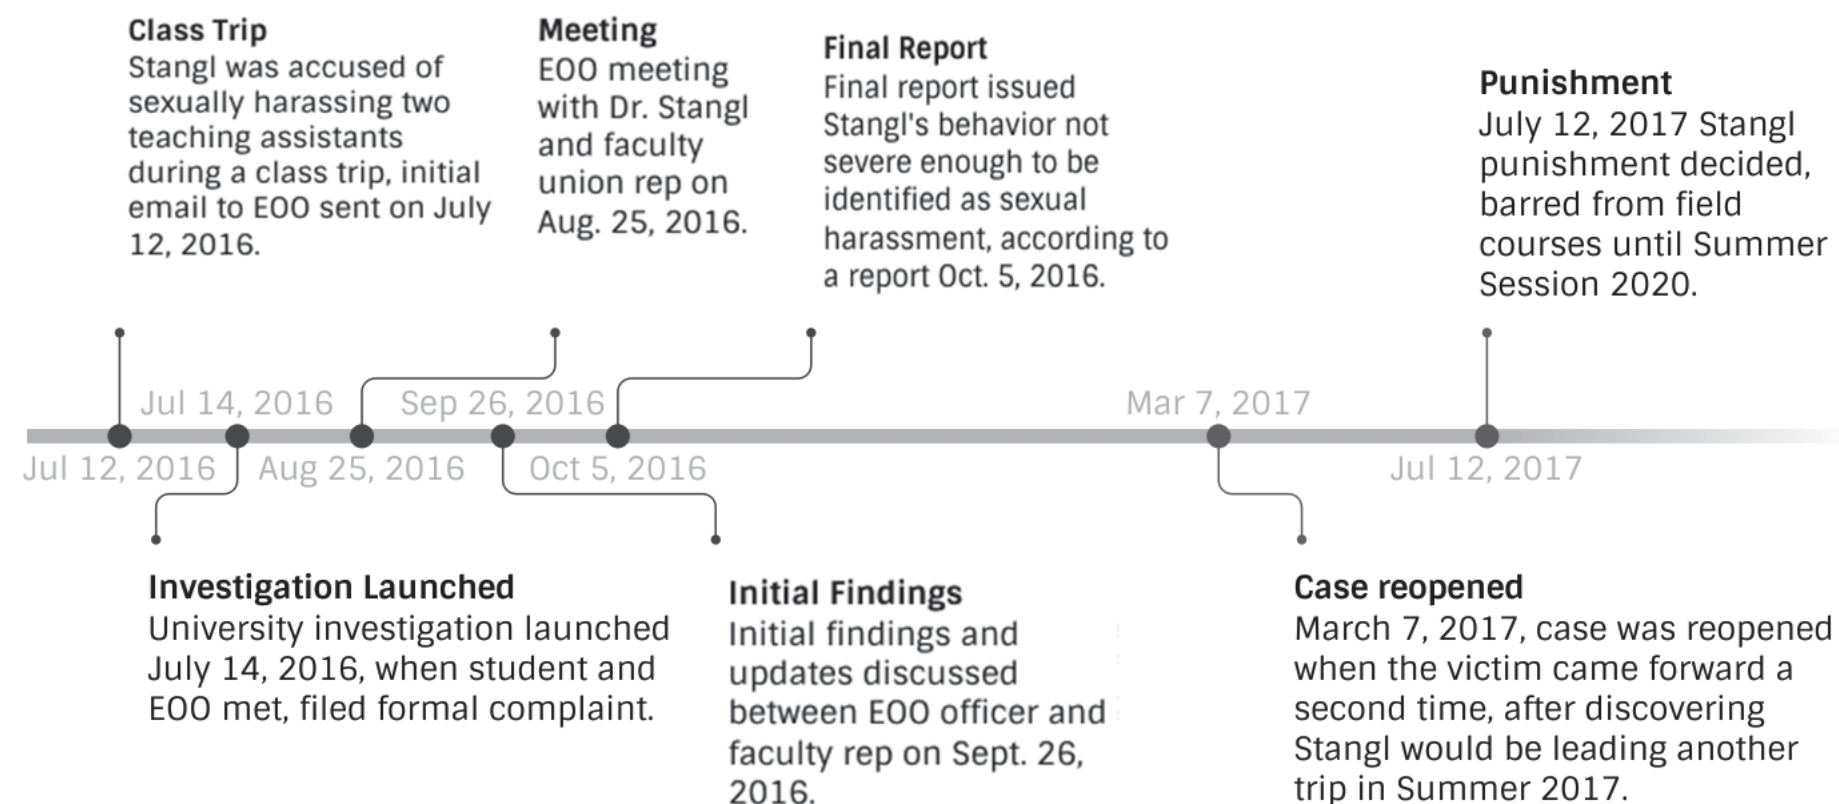 Class Trip
Stangl was accused of
sexually harassing two
teaching assistants
during a class trip, initial
email to EOO sent on July
12, 2016.
Meeting
EOO meeting
with Dr. Stangl
and faculty
union rep on
Aug. 25, 2016.
Final Report
Final report issued
Stangl's behavior not
severe enough to be
identified as sexual
harassment, according to
a report Oct. 5, 2016.
Punishment
July 12, 2017 Stangl
punishment decided,
barred from field
courses until Summer
Session 2020.
Jul 14, 2016
Sep 26, 2016
Mar 7, 2017
Jul 12, 2016
Aug 25, 2016
Oct 5, 2016
Jul 12, 2017
Investigation Launched
University investigation launched
July 14, 2016, when student and
EOO met, filed formal complaint.
Initial Findings
Initial findings and
updates discussed
between EOO officer and
faculty rep on Sept. 26,
2016.
Case reopened
March 7, 2017, case was reopened
when the victim came forward a
second time, after discovering
Stangl would be leading another
trip in Summer 2017.